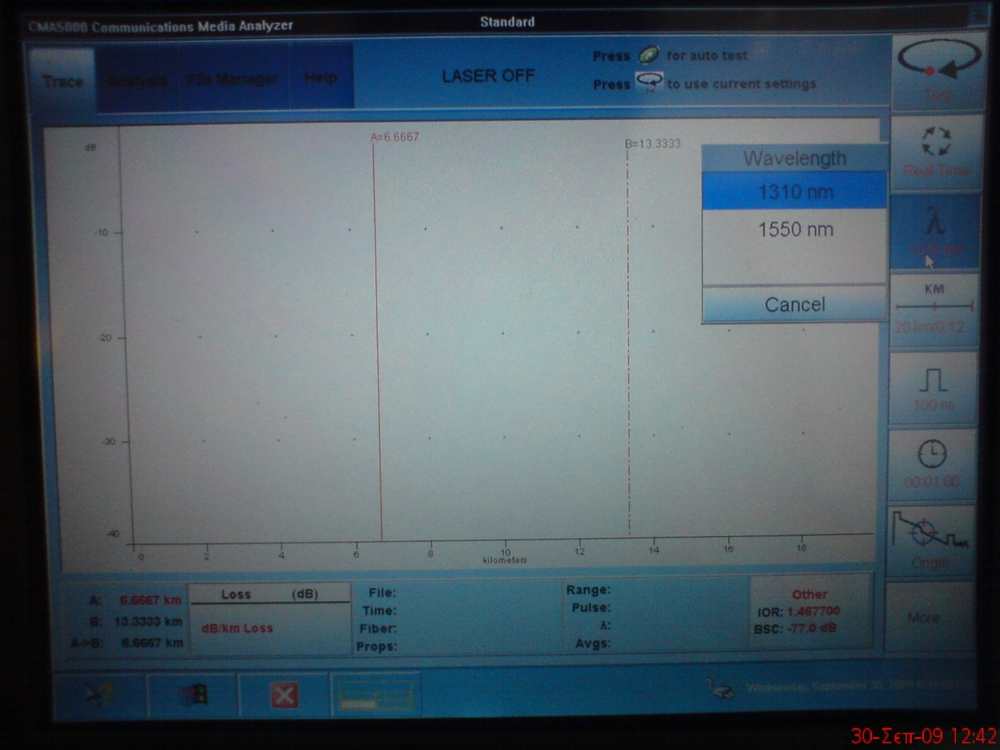 CMA5000 Communications Media Analyzer
Standard
Trace
Analysis
File Manager
Help
LASER OFF
Press for auto test
Press to use current settings
Test
Real Time
λ
KM
20 km/0.12
100 ns
00:01:00
Origin
More
dB
A=6.6667
B=13.3333
Wavelength
1310 nm
1550 nm
Cancel
-10
-20
-30
-40
0 2 4 6 8 10 12 14 16 18
kilometers
A: 6.6667 km
B: 13.3333 km
A->B: 6.6667 km
Loss (dB)
dB/km Loss
File:
Time:
Fiber:
Props:
Range:
Pulse:
λ:
Avgs:
Other
IOR: 1.467700
BSC: -77.0 dB
Wednesday, September 30, 2009
30-Σεπ-09 12:42